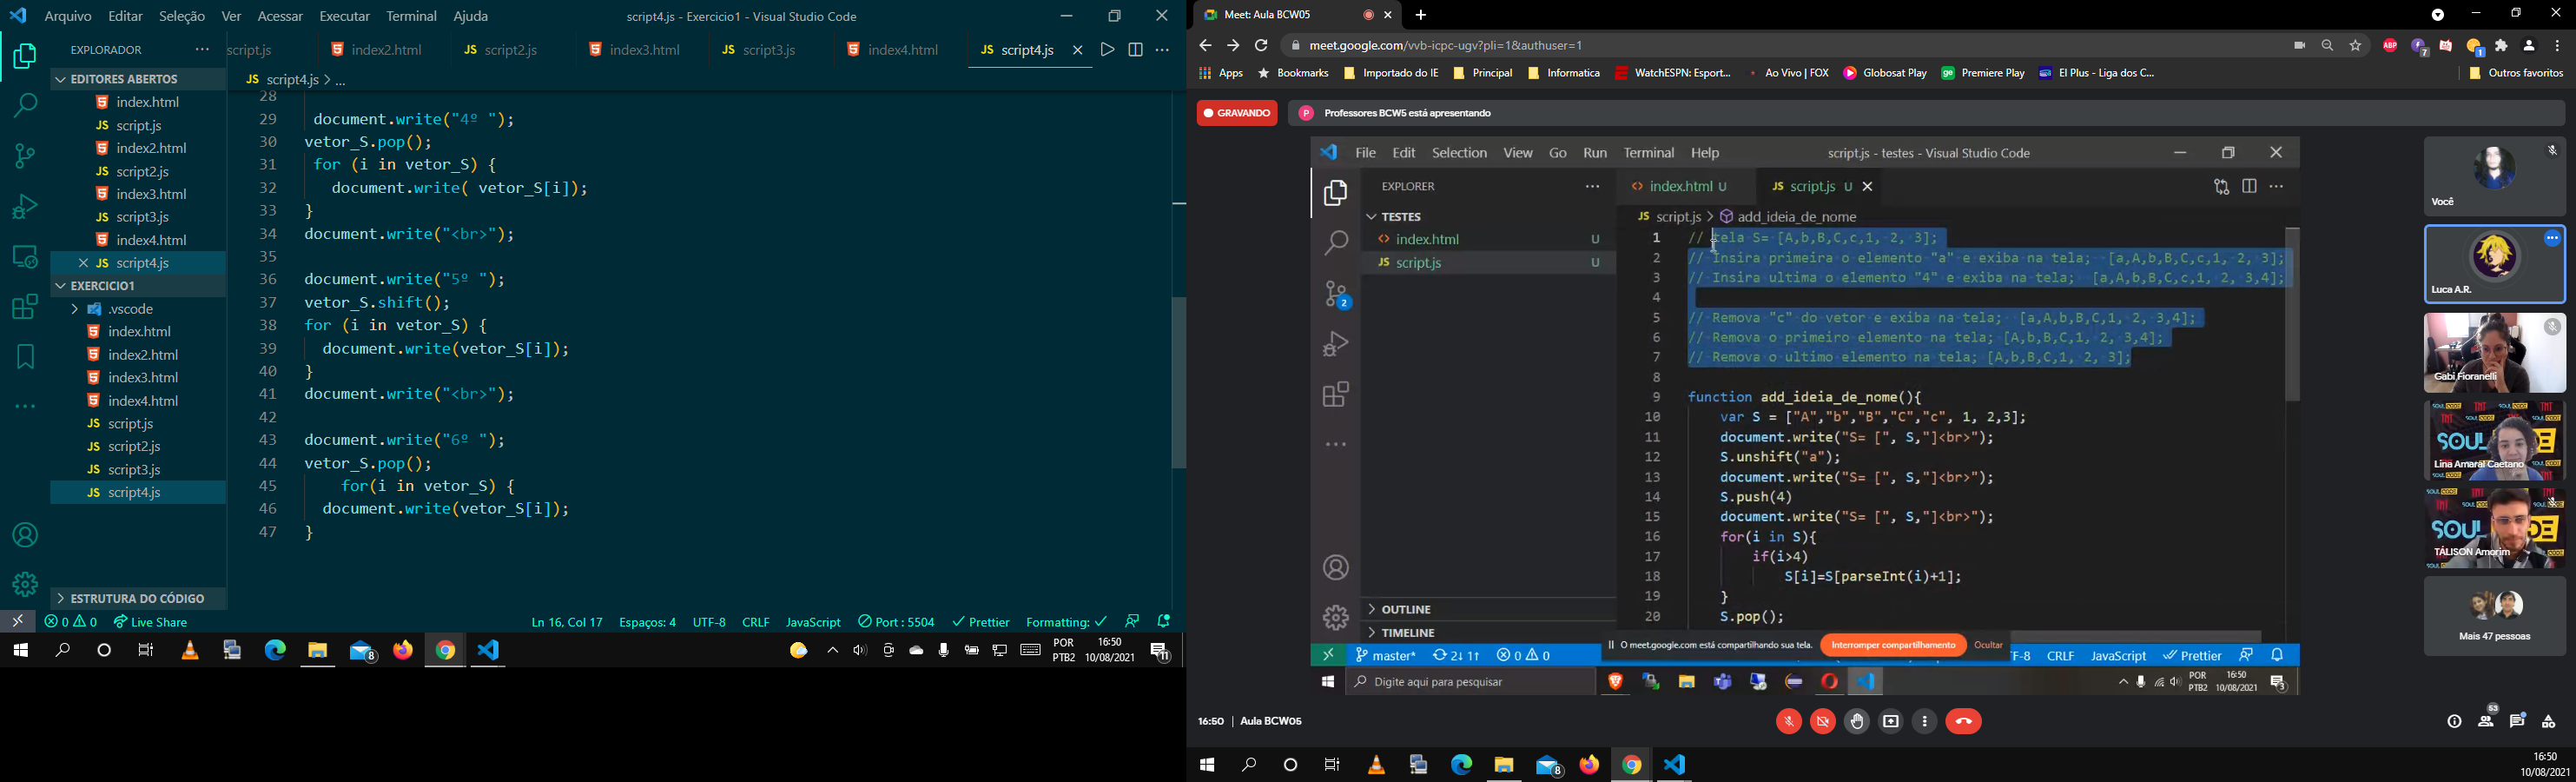 Arquivo Editar Seleção Ver Acessar Executar Terminal Ajuda
script4.js - Exercicio1 - Visual Studio Code
EXPLORADOR
script.js index2.html script2.js index3.html script3.js index4.html script4.js
EDITORES ABERTOS
index.html
script.js
index2.html
script2.js
index3.html
script3.js
index4.html
script4.js
EXERCICIO1
.vscode
index.html
index2.html
index3.html
index4.html
script.js
script2.js
script3.js
script4.js
ESTRUTURA DO CÓDIGO
JS script4.js > ...
28
29 document.write("4º ");
30 vetor_S.pop();
31 for (i in vetor_S) {
32 document.write( vetor_S[i]);
33 }
34 document.write("<br>");
35
36 document.write("5º ");
37 vetor_S.shift();
38 for (i in vetor_S) {
39 document.write(vetor_S[i]);
40 }
41 document.write("<br>");
42
43 document.write("6º ");
44 vetor_S.pop();
45 for(i in vetor_S) {
46 document.write(vetor_S[i]);
47 }
0 0 Live Share
Ln 16, Col 17 Espaços: 4 UTF-8 CRLF JavaScript Port : 5504 Prettier Formatting:
8
POR
PTB2
16:50
10/08/2021
11
Meet: Aula BCW05
meet.google.com/vvb-icpc-ugv?pli=1&authuser=1
ABP 7 1
Apps Bookmarks Importado do IE Principal Informatica WatchESPN: Esport... Ao Vivo | FOX Globosat Play Premiere Play El Plus - Liga dos C... Outros favoritos
GRAVANDO
P Professores BCW5 está apresentando
File Edit Selection View Go Run Terminal Help
script.js - testes - Visual Studio Code
EXPLORER
TESTES
index.html U
script.js U
2
OUTLINE
TIMELINE
index.html U JS script.js U
JS script.js > add_ideia_de_nome
1 // tela S= [A,b,B,C,c,1, 2, 3];
2 // Insira primeira o elemento "a" e exiba na tela; [a,A,b,B,C,c,1, 2, 3];
3 // Insira ultima o elemento "4" e exiba na tela; [a,A,b,B,C,c,1, 2, 3,4];
4
5 // Remova "c" do vetor e exiba na tela; [a,A,b,B,C,1, 2, 3,4];
6 // Remova o primeiro elemento na tela; [A,b,B,C,1, 2, 3,4];
7 // Remova o ultimo elemento na tela; [A,b,B,C,1, 2, 3];
8
9 function add_ideia_de_nome(){
10 var S = ["A","b","B","C","c", 1, 2,3];
11 document.write("S= [", S,"]<br>");
12 S.unshift("a");
13 document.write("S= [", S,"]<br>");
14 S.push(4)
15 document.write("S= [", S,"]<br>");
16 for(i in S){
17 if(i>4)
18 S[i]=S[parseInt(i)+1];
19 }
20 S.pop();
O meet.google.com está compartilhando sua tela. Interromper compartilhamento Ocultar
master* 2↓ 1↑ 0 0
TF-8 CRLF JavaScript Prettier
Digite aqui para pesquisar
POR
PTB2
16:50
10/08/2021
3
Você
Luca A.R.
Gabi Fioranelli
Lina Amaral Caetano
TÁLISON Amorim
Mais 47 pessoas
16:50 | Aula BCW05
53
8
16:50
10/08/2021